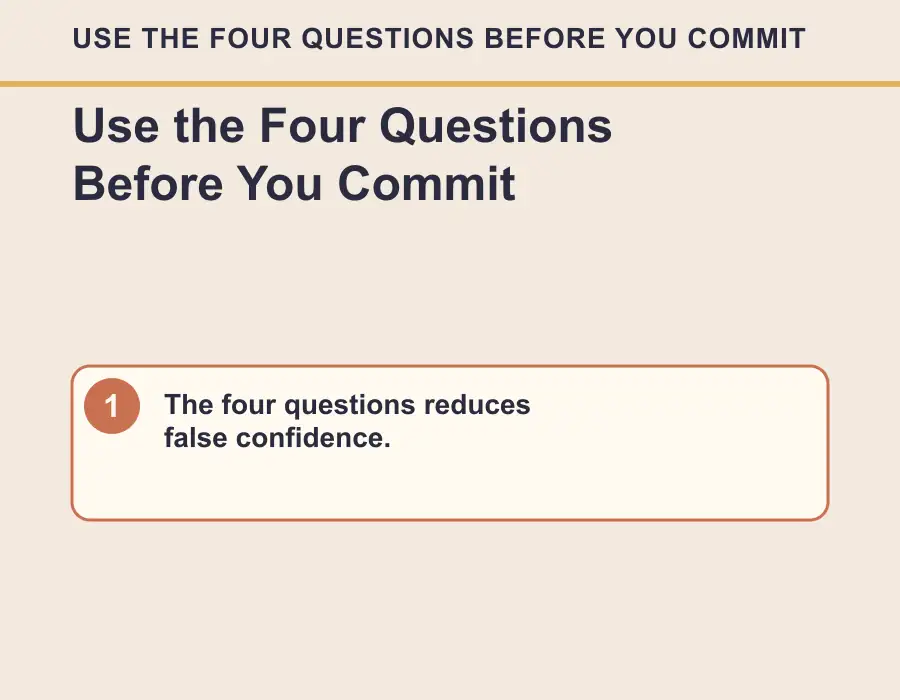 USE THE FOUR QUESTIONS BEFORE YOU COMMIT
Use the Four Questions
Before You Commit
1
The four questions reduces
false confidence.